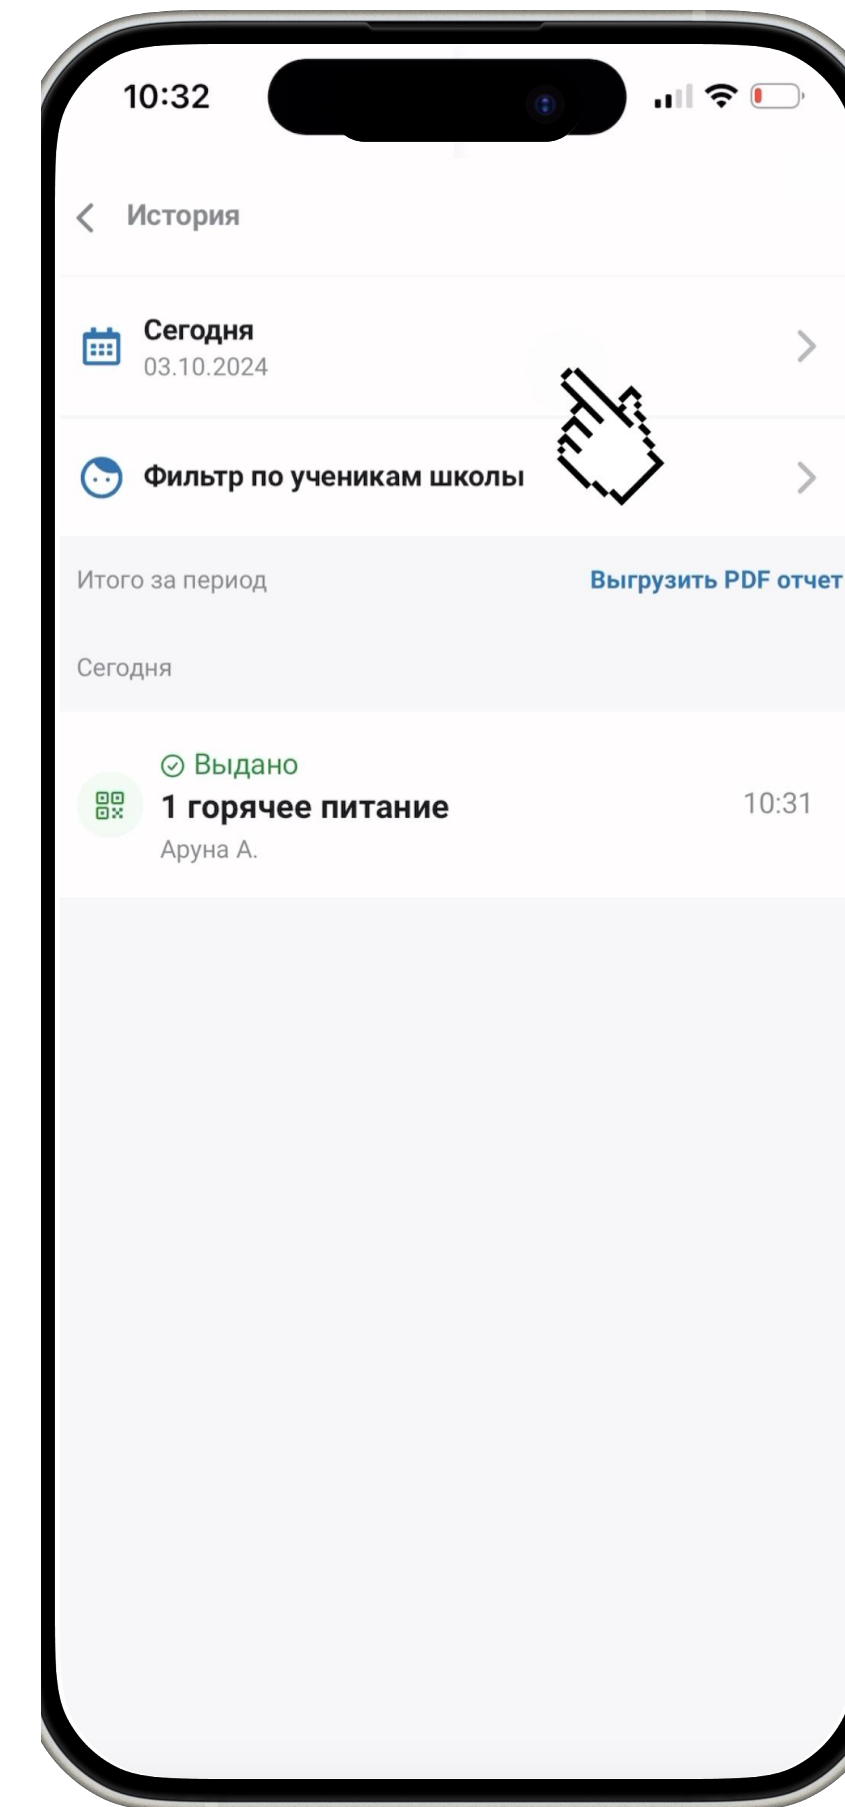 10:32
История
Сегодня
03.10.2024
Фильтр по ученикам школы
Итого за период
Выгрузить PDF отчет
Сегодня
Выдано
1 горячее питание
10:31
Аруна А.